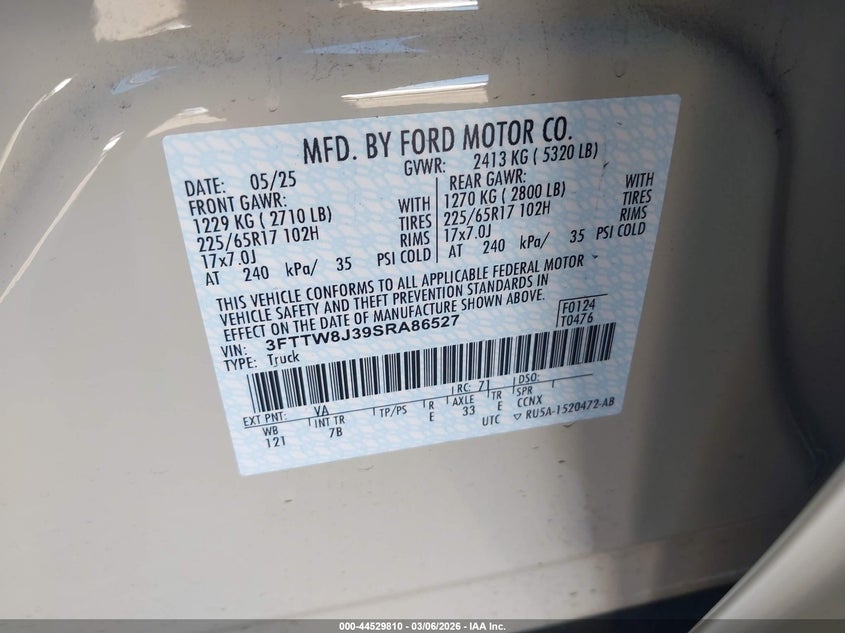 MFD. BY FORD MOTOR CO.
DATE: 05/25 GVWR: 2413 KG ( 5320 LB)
FRONT GAWR: REAR GAWR:
1229 KG ( 2710 LB) WITH 1270 KG ( 2800 LB) WITH
225/65R17 102H TIRES 225/65R17 102H TIRES
17x7.0J RIMS 17x7.0J RIMS
AT 240 kPa/ 35 PSI COLD AT 240 kPa/ 35 PSI COLD
THIS VEHICLE CONFORMS TO ALL APPLICABLE FEDERAL MOTOR
VEHICLE SAFETY AND THEFT PREVENTION STANDARDS IN
EFFECT ON THE DATE OF MANUFACTURE SHOWN ABOVE.
VIN: 3FTTW8J39SRA86527 F0124
TYPE: Truck T0476
EXT PNT: VA RC: 7 DSO:
WB INT TR TP/PS R AXLE TR SPR
121 7B E 33 E CCNX
UTC ▽ RU5A-1520472-AB
000-44529810 - 03/06/2026 - IAA Inc.